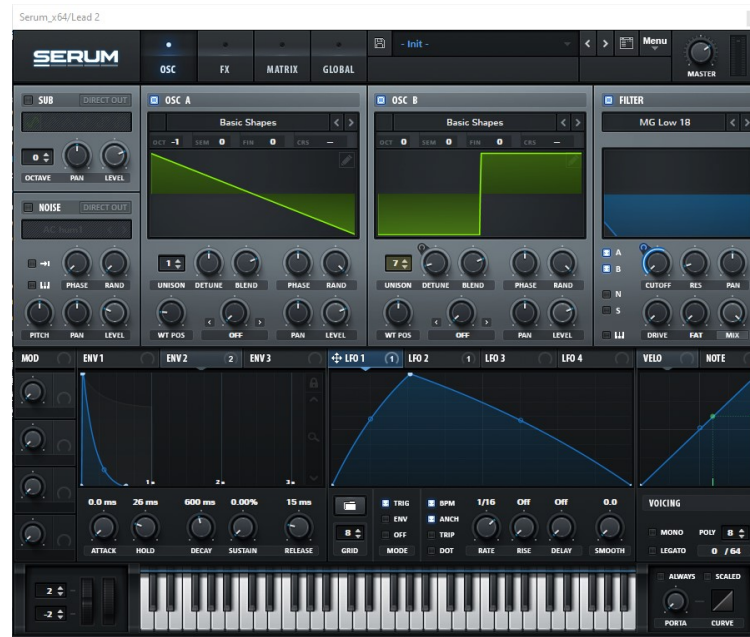 Serum_x64/Lead 2
SERUM
OSC FX MATRIX GLOBAL
- Init -
Menu
MASTER
SUB DIRECT OUT
OSC A
OSC B
FILTER
Basic Shapes
Basic Shapes
MG Low 18
OCT -1 SEM 0 FIN 0 CRS --
OCT 0 SEM 0 FIN 0 CRS --
0
OCTAVE PAN LEVEL
NOISE DIRECT OUT
AC hum1
PHASE RAND
PITCH PAN LEVEL
1
UNISON DETUNE BLEND PHASE RAND
WT POS OFF PAN LEVEL
7
UNISON DETUNE BLEND PHASE RAND
WT POS OFF PAN LEVEL
A
B
N
S
CUTOFF RES PAN
DRIVE FAT MIX
MOD ENV 1 ENV 2 2 ENV 3 LFO 1 1 LFO 2 1 LFO 3 LFO 4 VELO NOTE
1s 2s 3s
0.0 ms 26 ms 600 ms 0.00% 15 ms
ATTACK HOLD DECAY SUSTAIN RELEASE
8
GRID
TRIG
ENV
OFF
MODE
BPM
ANCH
TRIP
DOT
1/16 Off Off 0.0
RATE RISE DELAY SMOOTH
VOICING
MONO POLY 8
LEGATO 0 / 64
2
-2
ALWAYS SCALED
PORTA CURVE